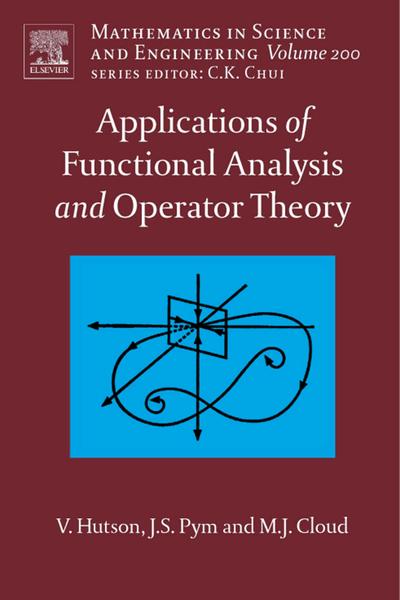 Mathematics in Science
and Engineering Volume 200
series editor: C.K. Chui
ELSEVIER
Applications of
Functional Analysis
and Operator Theory
V. Hutson, J.S. Pym and M.J. Cloud